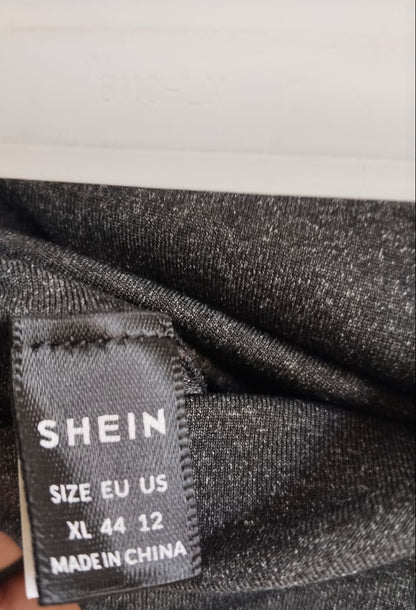 SHEIN
SIZE EU US
XL 44 12
MADE IN CHINA